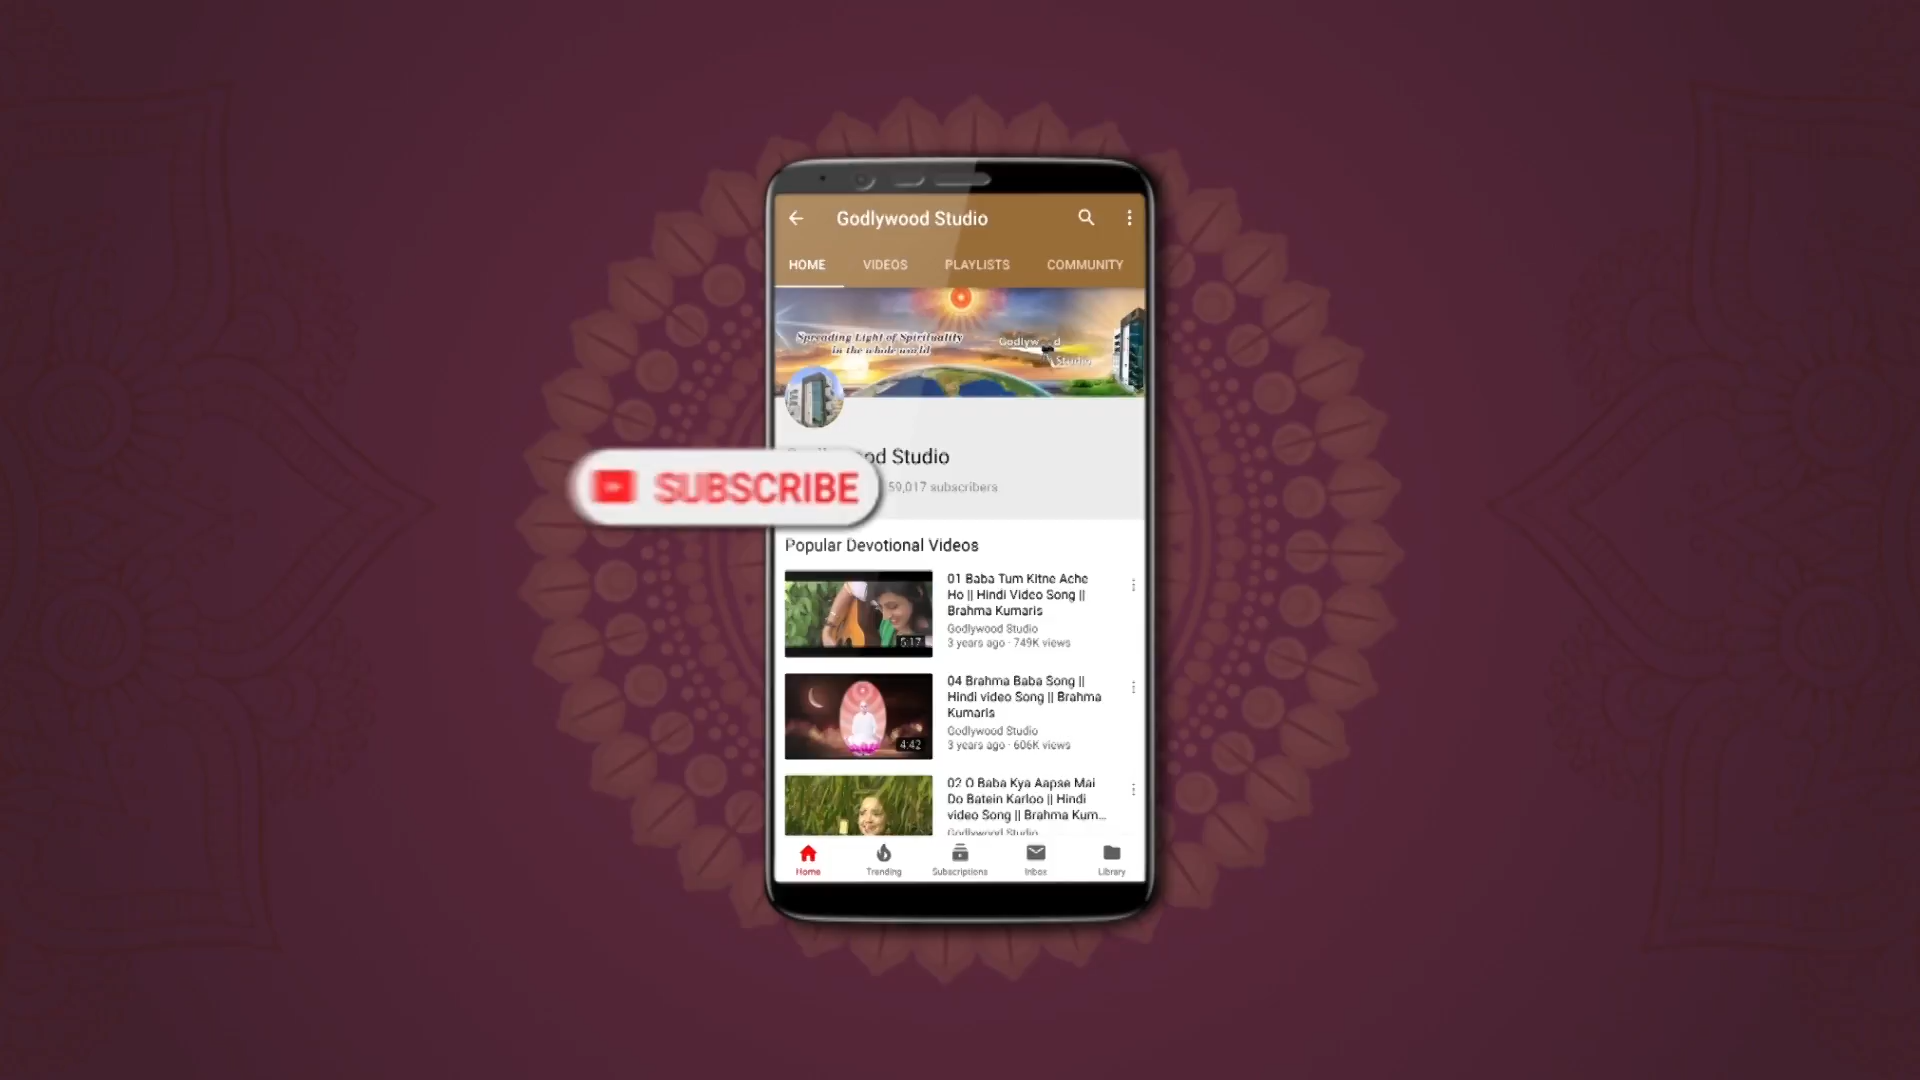 Godlywood Studio
HOME VIDEOS PLAYLISTS COMMUNITY
Spreading Light of Spirituality
in the whole world
Godlyw d
Studio
od Studio
SUBSCRIBE
59,017 subscribers
Popular Devotional Videos
01 Baba Tum Kitne Ache
Ho || Hindi Video Song ||
Brahma Kumaris
Godlywood Studio
3 years ago · 749K views
5:17
04 Brahma Baba Song ||
Hindi video Song || Brahma
Kumaris
Godlywood Studio
3 years ago · 606K views
4:42
02 O Baba Kya Aapse Mai
Do Batein Karloo || Hindi
video Song || Brahma Kum...
Godlywood Studio
Home Trending Subscriptions Inbox Library